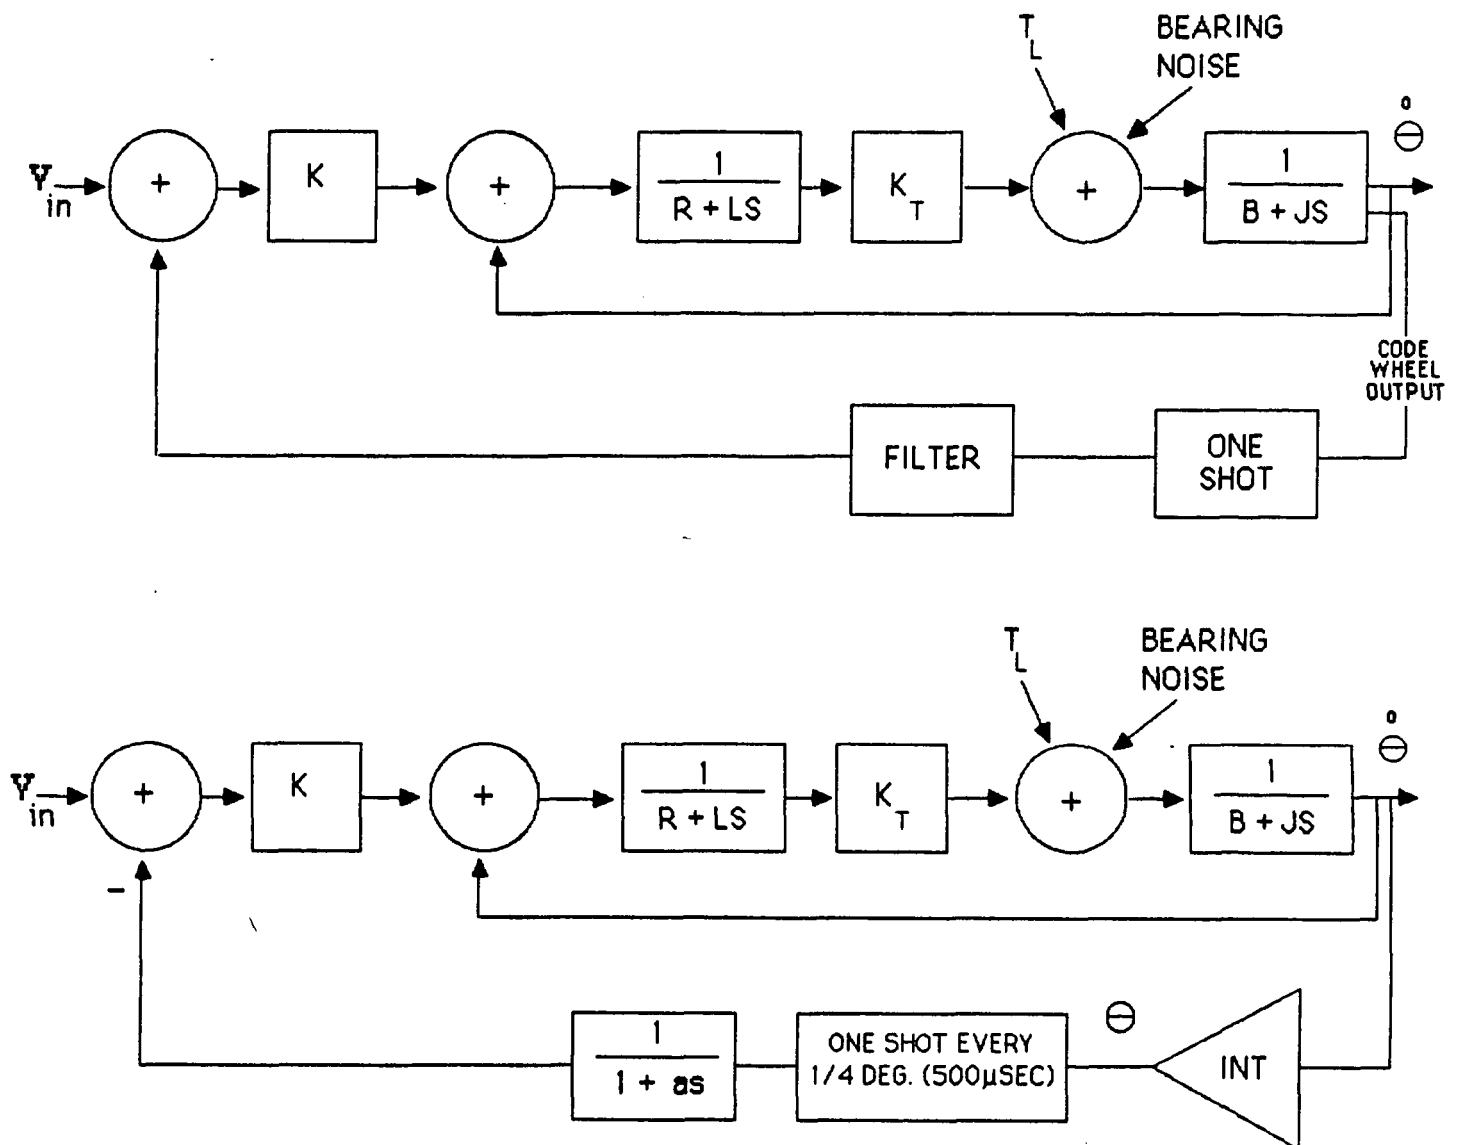 T
L
BEARING
NOISE
V
in
+
K
+
1
R + LS
K
T
+
1
B + JS
o
Θ
CODE
WHEEL
OUTPUT
FILTER
ONE
SHOT
T
L
BEARING
NOISE
V
in
+
K
+
1
R + LS
K
T
+
1
B + JS
o
Θ
−
1
1 + as
ONE SHOT EVERY
1/4 DEG. (500µSEC)
Θ
INT